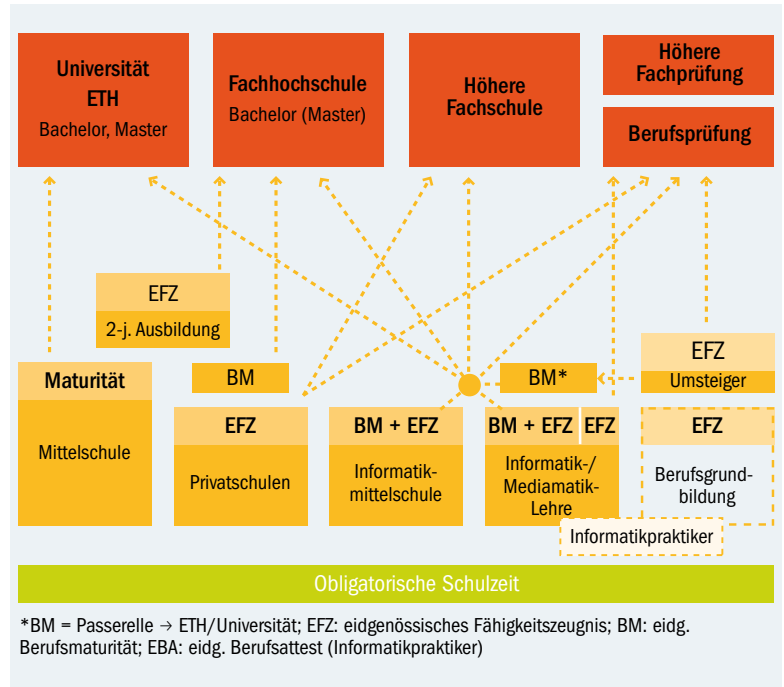 Universität
ETH
Bachelor, Master
Fachhochschule
Bachelor (Master)
Höhere
Fachschule
Höhere
Fachprüfung
Berufsprüfung
EFZ
2-j. Ausbildung
Maturität
Mittelschule
BM
EFZ
Privatschulen
BM + EFZ
Informatik-
mittelschule
BM*
BM + EFZ
EFZ
Informatik-/
Mediamatik-
Lehre
EFZ
Umsteiger
EFZ
Berufsgrund-
bildung
Informatikpraktiker
Obligatorische Schulzeit
*BM = Passerelle → ETH/Universität; EFZ: eidgenössisches Fähigkeitszeugnis; BM: eidg.
Berufsmaturität; EBA: eidg. Berufsattest (Informatikpraktiker)